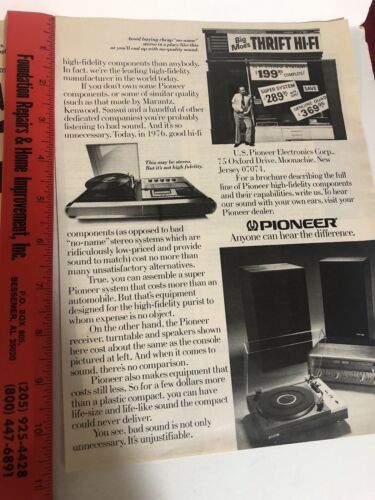 Avoid buying cheap "no-name"
stereo in a place like this
or you'll end up with no-quality sound.
high-fidelity components than anybody.
In fact, we're the leading high-fidelity
manufacturer in the world today.
If you don't own some Pioneer
components, or some of similar quality
(such as that made by Marantz,
Kenwood, Sansui and a handful of other
dedicated companies) you're probably
listening to bad sound. And it's so
unnecessary. Today, in 1976, good hi-fi
This may be stereo.
But it's not high fidelity.
components (as opposed to bad
"no-name" stereo systems which are
ridiculously low-priced and provide
sound to match) cost no more than
many unsatisfactory alternatives.
True, you can assemble a super
Pioneer system that costs more than an
automobile. But that's equipment
designed for the high-fidelity purist to
whom expense is no object.
On the other hand, the Pioneer
receiver, turntable and speakers shown
here cost about the same as the console
pictured at left. And when it comes to
sound, there's no comparison.
Pioneer also makes equipment that
costs still less. So for a few dollars more
than a plastic compact, you can have
life-size and life-like sound the compact
could never deliver.
You see, bad sound is not only
unnecessary. It's unjustifiable.
Big
Moe's
THRIFT HI-FI
HI-FI STEREO SYSTEMS
$199.95 COMPLETE!
SUPER SYSTEM
289.95
SAVE
GENUINE QUAD
$369.95
U.S. Pioneer Electronics Corp.,
75 Oxford Drive, Moonachie, New
Jersey 07074.
For a brochure describing the full
line of Pioneer high-fidelity components
and their capabilities, write us. To hear
our sound with your own ears, visit your
Pioneer dealer.
PIONEER
Anyone can hear the difference.
Foundation Repairs & Home Improvement, Inc.
P.O. BOX 805
BESSEMER, AL 35020
(205) 925-4428
(800) 447-6891